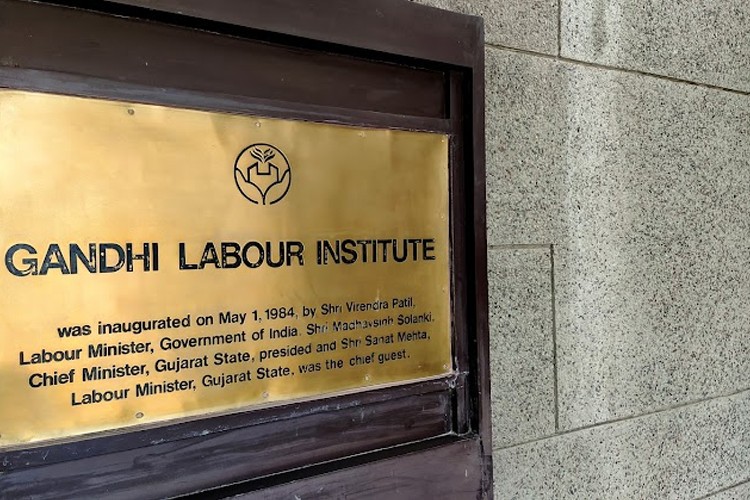 GANDHI LABOUR INSTITUTE
was inaugurated on May 1, 1984, by Shri Virendra Patil,
Labour Minister, Government of India. Shri Madhavsinh Solanki,
Chief Minister, Gujarat State, presided and Shri Sanat Mehta,
Labour Minister, Gujarat State, was the chief guest.